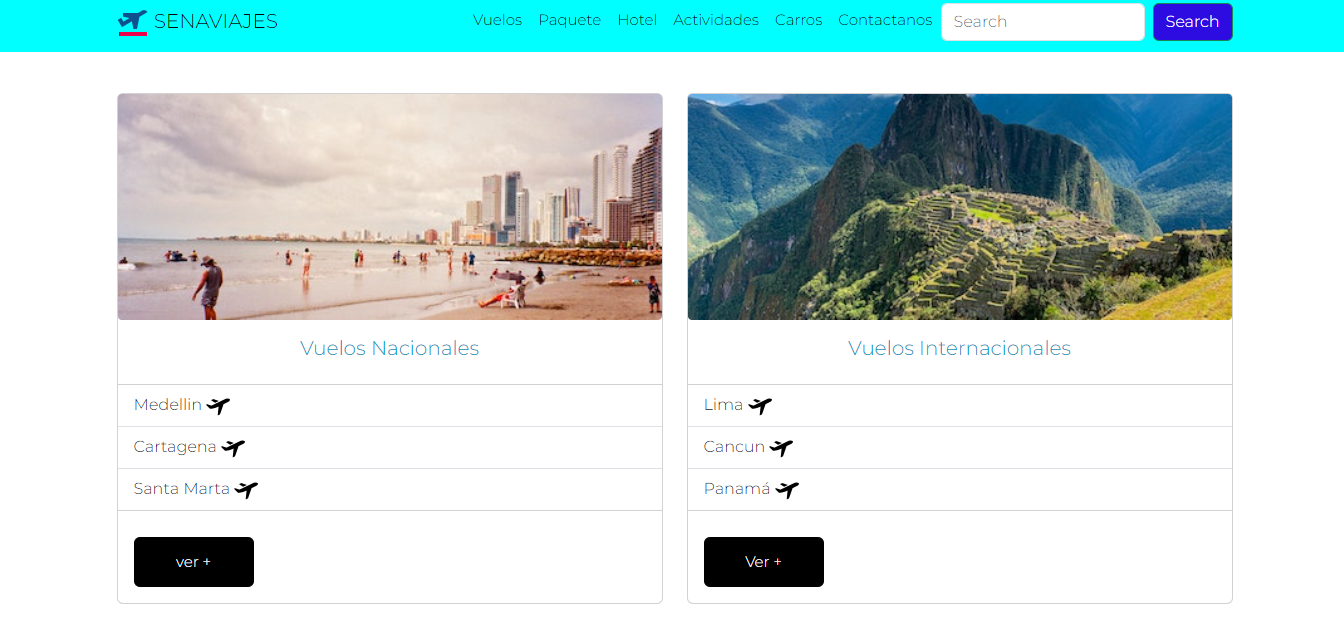 SENAVIAJES
Vuelos Paquete Hotel Actividades Carros Contactanos Search Search
Vuelos Nacionales
Medellin
Cartagena
Santa Marta
ver +
Vuelos Internacionales
Lima
Cancun
Panamá
Ver +